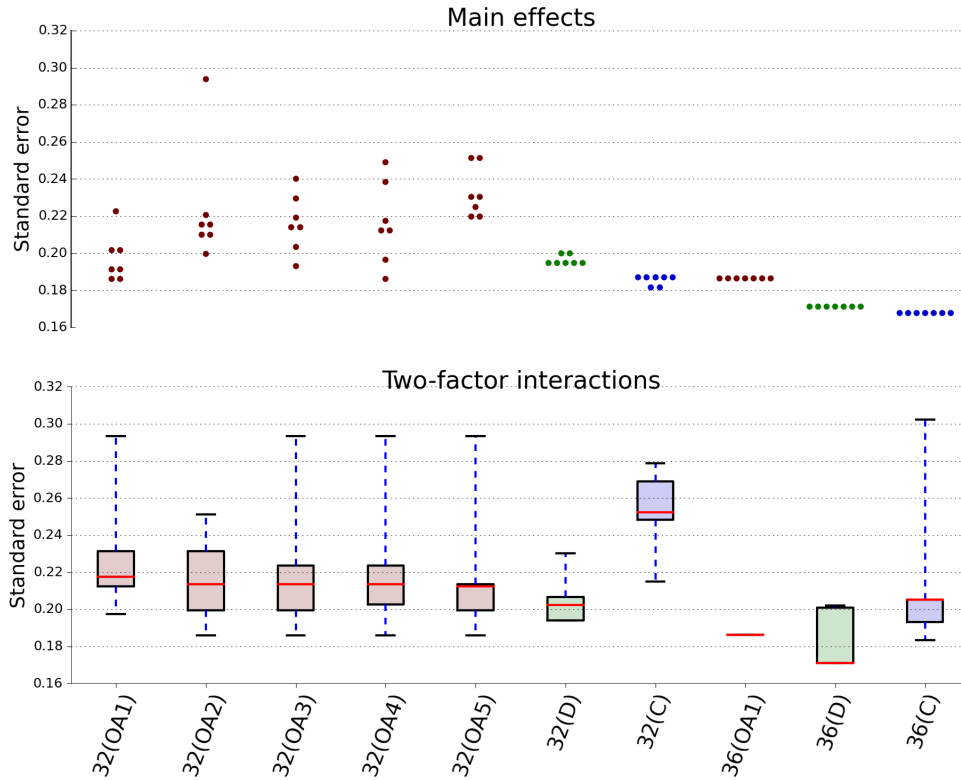 Main effects
Standard error
0.32
0.30
0.28
0.26
0.24
0.22
0.20
0.18
0.16
Two-factor interactions
Standard error
0.32
0.30
0.28
0.26
0.24
0.22
0.20
0.18
0.16
32(OA1)
32(OA2)
32(OA3)
32(OA4)
32(OA5)
32(D)
32(C)
36(OA1)
36(D)
36(C)